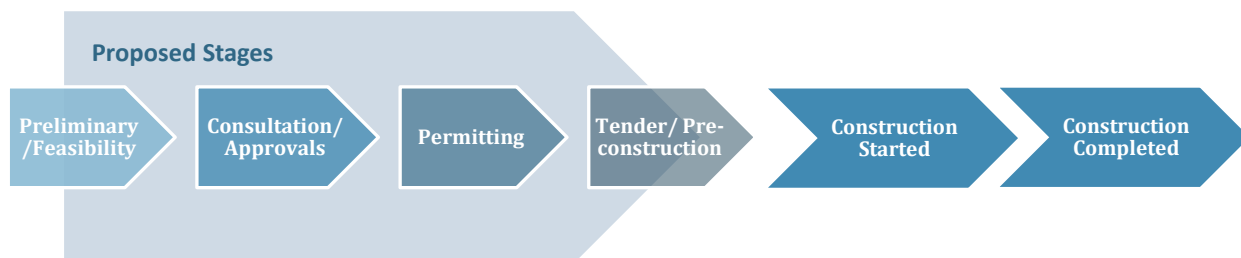 Proposed Stages
Preliminary
/Feasibility
Consultation/
Approvals
Permitting
Tender/ Pre-
construction
Construction
Started
Construction
Completed